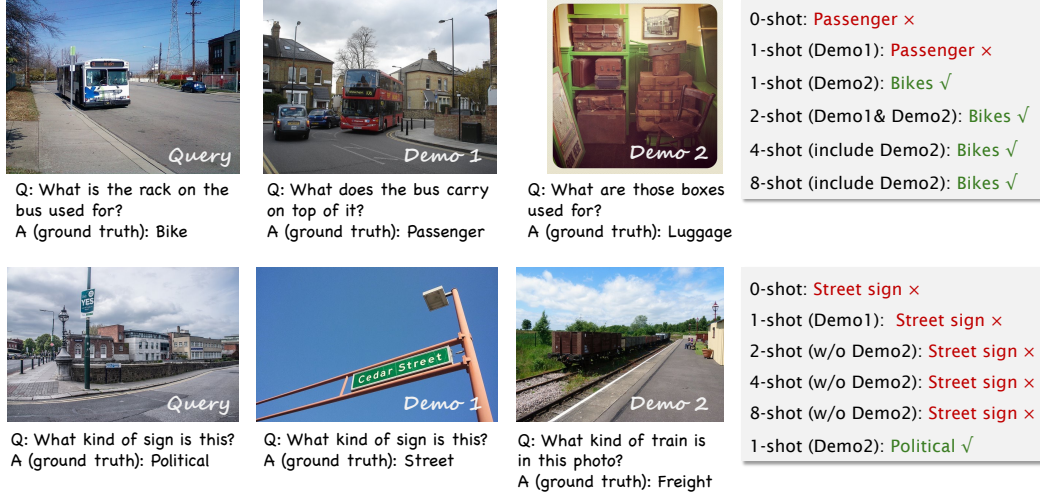 Query
Q: What is the rack on the
bus used for?
A (ground truth): Bike
Demo 1
Q: What does the bus carry
on top of it?
A (ground truth): Passenger
Demo 2
Q: What are those boxes
used for?
A (ground truth): Luggage
0-shot: Passenger ×
1-shot (Demo1): Passenger ×
1-shot (Demo2): Bikes √
2-shot (Demo1& Demo2): Bikes √
4-shot (include Demo2): Bikes √
8-shot (include Demo2): Bikes √
YES
Query
Q: What kind of sign is this?
A (ground truth): Political
Cedar Street
Demo 1
Q: What kind of sign is this?
A (ground truth): Street
Demo 2
Q: What kind of train is
in this photo?
A (ground truth): Freight
0-shot: Street sign ×
1-shot (Demo1): Street sign ×
2-shot (w/o Demo2): Street sign ×
4-shot (w/o Demo2): Street sign ×
8-shot (w/o Demo2): Street sign ×
1-shot (Demo2): Political √